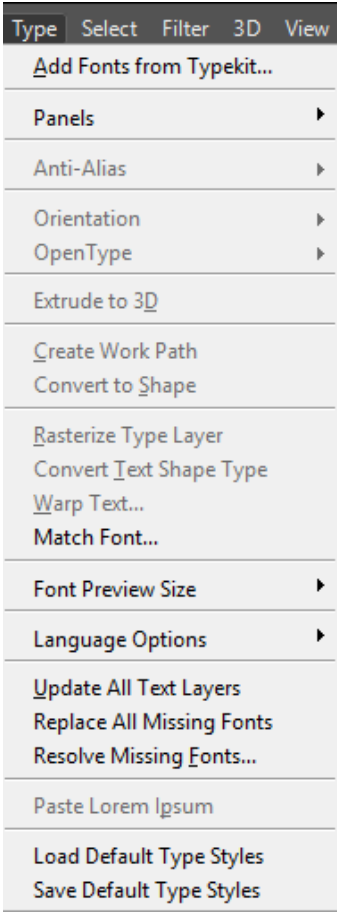 Type Select Filter 3D View
Add Fonts from Typekit...
Panels
Anti-Alias
Orientation
OpenType
Extrude to 3D
Create Work Path
Convert to Shape
Rasterize Type Layer
Convert Text Shape Type
Warp Text...
Match Font...
Font Preview Size
Language Options
Update All Text Layers
Replace All Missing Fonts
Resolve Missing Fonts...
Paste Lorem Ipsum
Load Default Type Styles
Save Default Type Styles